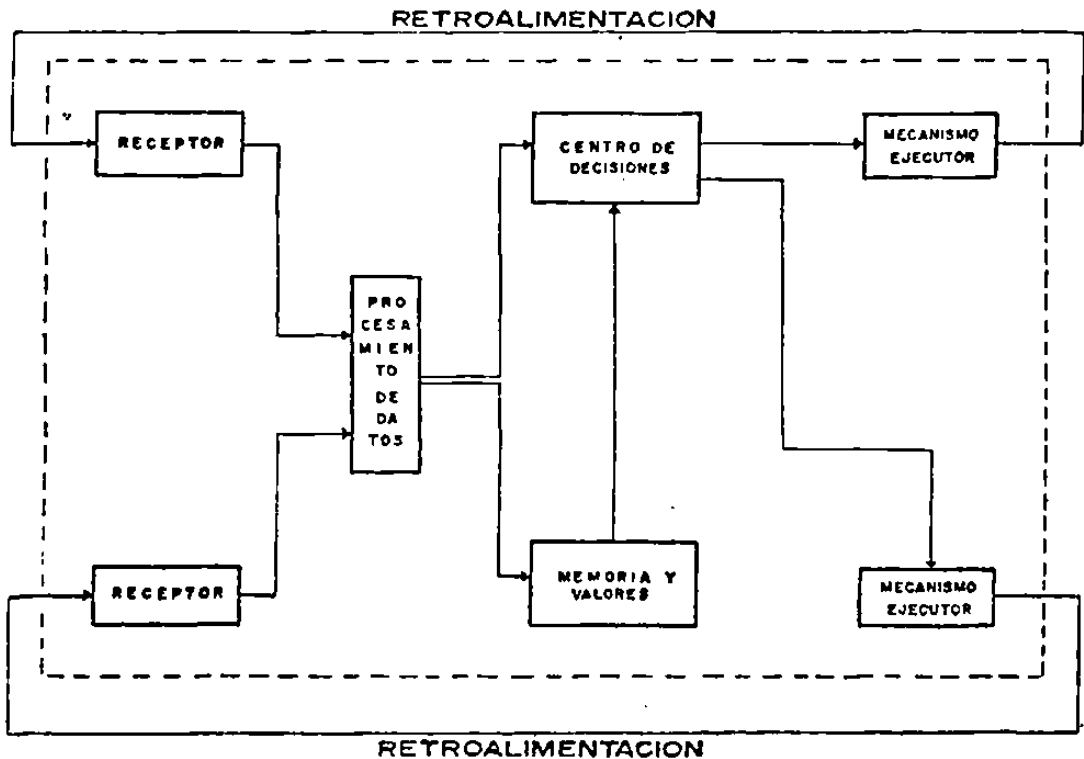 RETROALIMENTACION
RECEPTOR
CENTRO DE
DECISIONES
MECANISMO
EJECUTOR
PRO
CESA
MIEN
TO
DE
DA
TOS
RECEPTOR
MEMORIA Y
VALORES
MECANISMO
EJECUTOR
RETROALIMENTACION